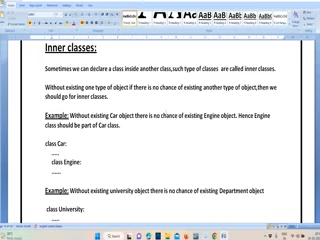 Inner classes:
Sometimes we can declare a class inside another class,such type of classes are called inner classes.
Without existing one type of object if there is no chance of existing another type of object,then we
should go for inner classes.
Example: Without existing Car object there is no chance of existing Engine object. Hence Engine
class should be part of Car class.
class Car:
.....
class Engine:
......
Example: Without existing university object there is no chance of existing Department object
class University:
.....
Search